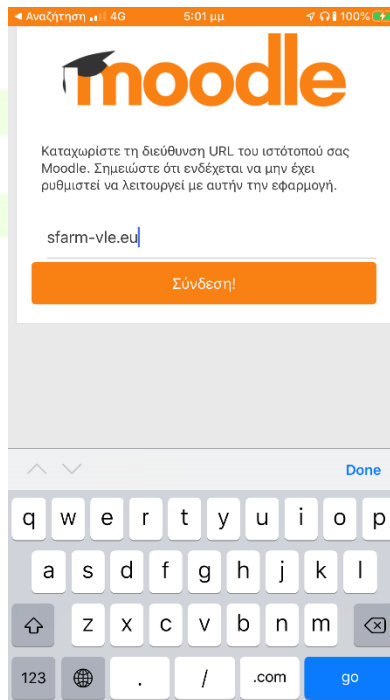 ◀ Αναζήτηση 4G 5:01 μμ 100%
moodle
Καταχωρίστε τη διεύθυνση URL του ιστότοπού σας
Moodle. Σημειώστε ότι ενδέχεται να μην έχει
ρυθμιστεί να λειτουργεί με αυτήν την εφαρμογή.
sfarm-vle.eu
Σύνδεση!
Done
q w e r t y u i o p
a s d f g h j k l
z x c v b n m
123 . / .com go